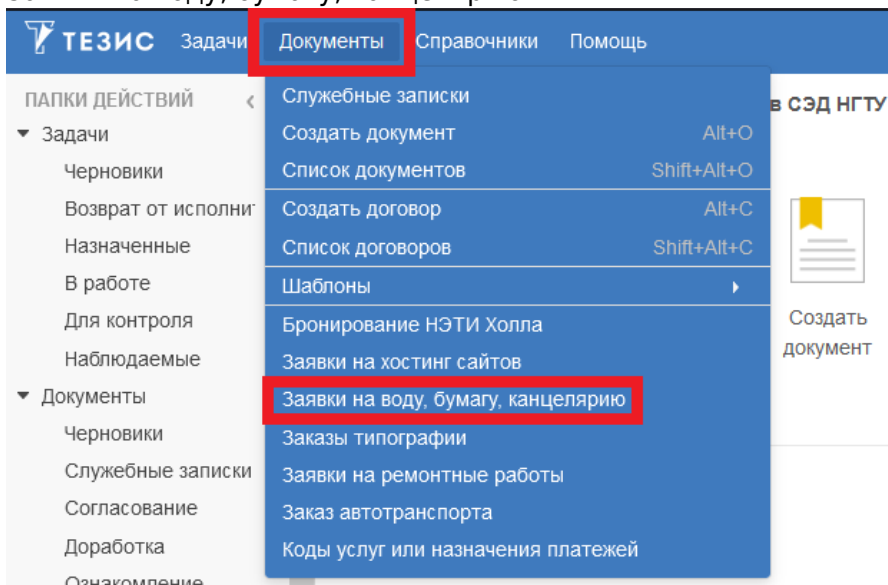 ТЕЗИС Задачи Документы Справочники Помощь
ПАПКИ ДЕЙСТВИЙ
Задачи
Черновики
Возврат от исполни
Назначенные
В работе
Для контроля
Наблюдаемые
Документы
Черновики
Служебные записки
Согласование
Доработка
Ознакомление
Служебные записки
Создать документ Alt+O
Список документов Shift+Alt+O
Создать договор Alt+C
Список договоров Shift+Alt+C
Шаблоны
Бронирование НЭТИ Холла
Заявки на хостинг сайтов
Заявки на воду, бумагу, канцелярию
Заказы типографии
Заявки на ремонтные работы
Заказ автотранспорта
Коды услуг или назначения платежей
в СЭД НГТУ
Создать
документ